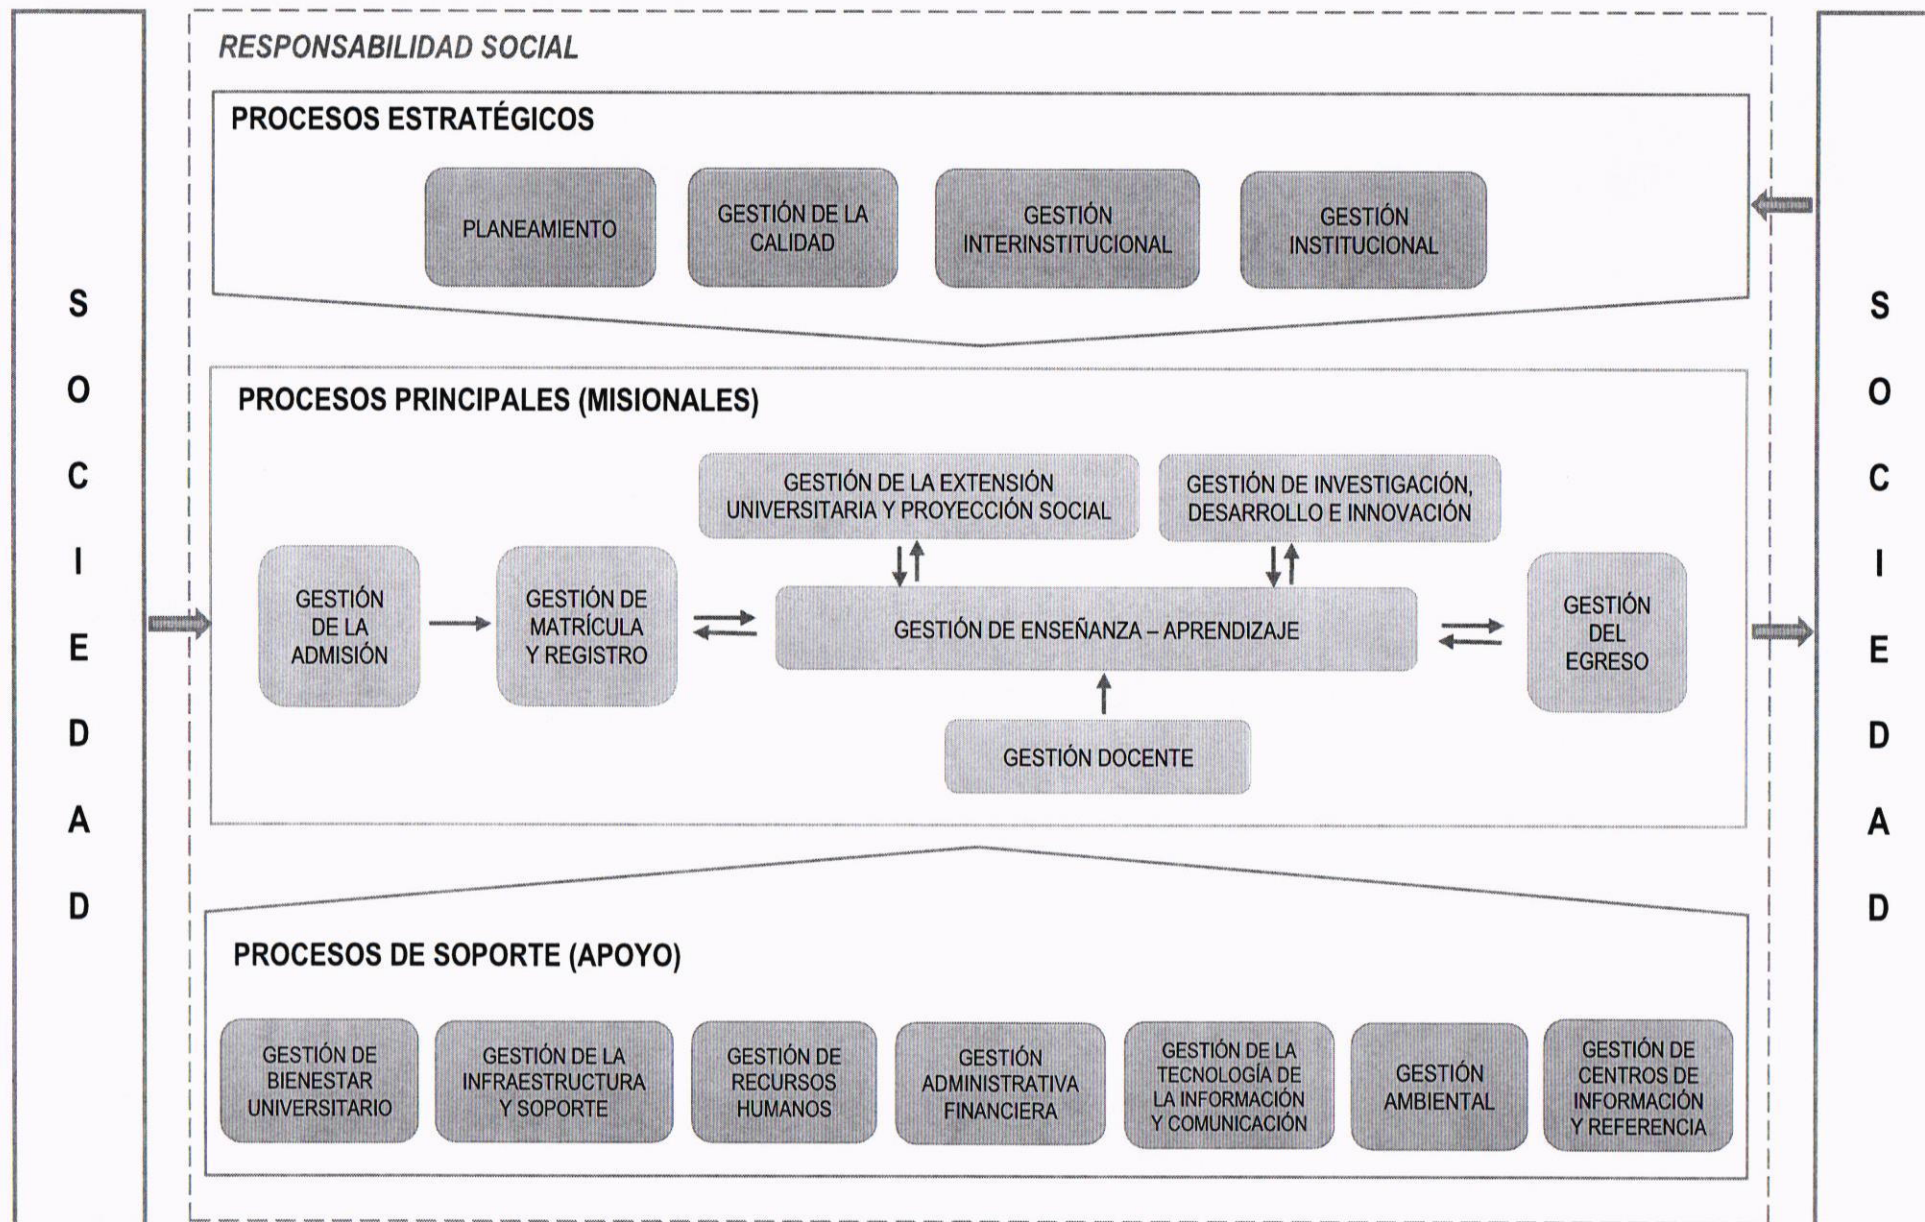 RESPONSABILIDAD SOCIAL
PROCESOS ESTRATÉGICOS
PLANEAMIENTO
GESTIÓN DE LA
CALIDAD
GESTIÓN
INTERINSTITUCIONAL
GESTIÓN
INSTITUCIONAL
S
O
C
I
E
D
A
D
PROCESOS PRINCIPALES (MISIONALES)
GESTIÓN DE LA EXTENSIÓN
UNIVERSITARIA Y PROYECCIÓN SOCIAL
GESTIÓN DE INVESTIGACIÓN,
DESARROLLO E INNOVACIÓN
GESTIÓN
DE LA
ADMISIÓN
GESTIÓN DE
MATRÍCULA
Y REGISTRO
GESTIÓN DE ENSEÑANZA – APRENDIZAJE
GESTIÓN
DEL
EGRESO
GESTIÓN DOCENTE
S
O
C
I
E
D
A
D
PROCESOS DE SOPORTE (APOYO)
GESTIÓN DE
BIENESTAR
UNIVERSITARIO
GESTIÓN DE LA
INFRAESTRUCTURA
Y SOPORTE
GESTIÓN DE
RECURSOS
HUMANOS
GESTIÓN
ADMINISTRATIVA
FINANCIERA
GESTIÓN DE LA
TECNOLOGÍA DE
LA INFORMACIÓN
Y COMUNICACIÓN
GESTIÓN
AMBIENTAL
GESTIÓN DE
CENTROS DE
INFORMACIÓN
Y REFERENCIA